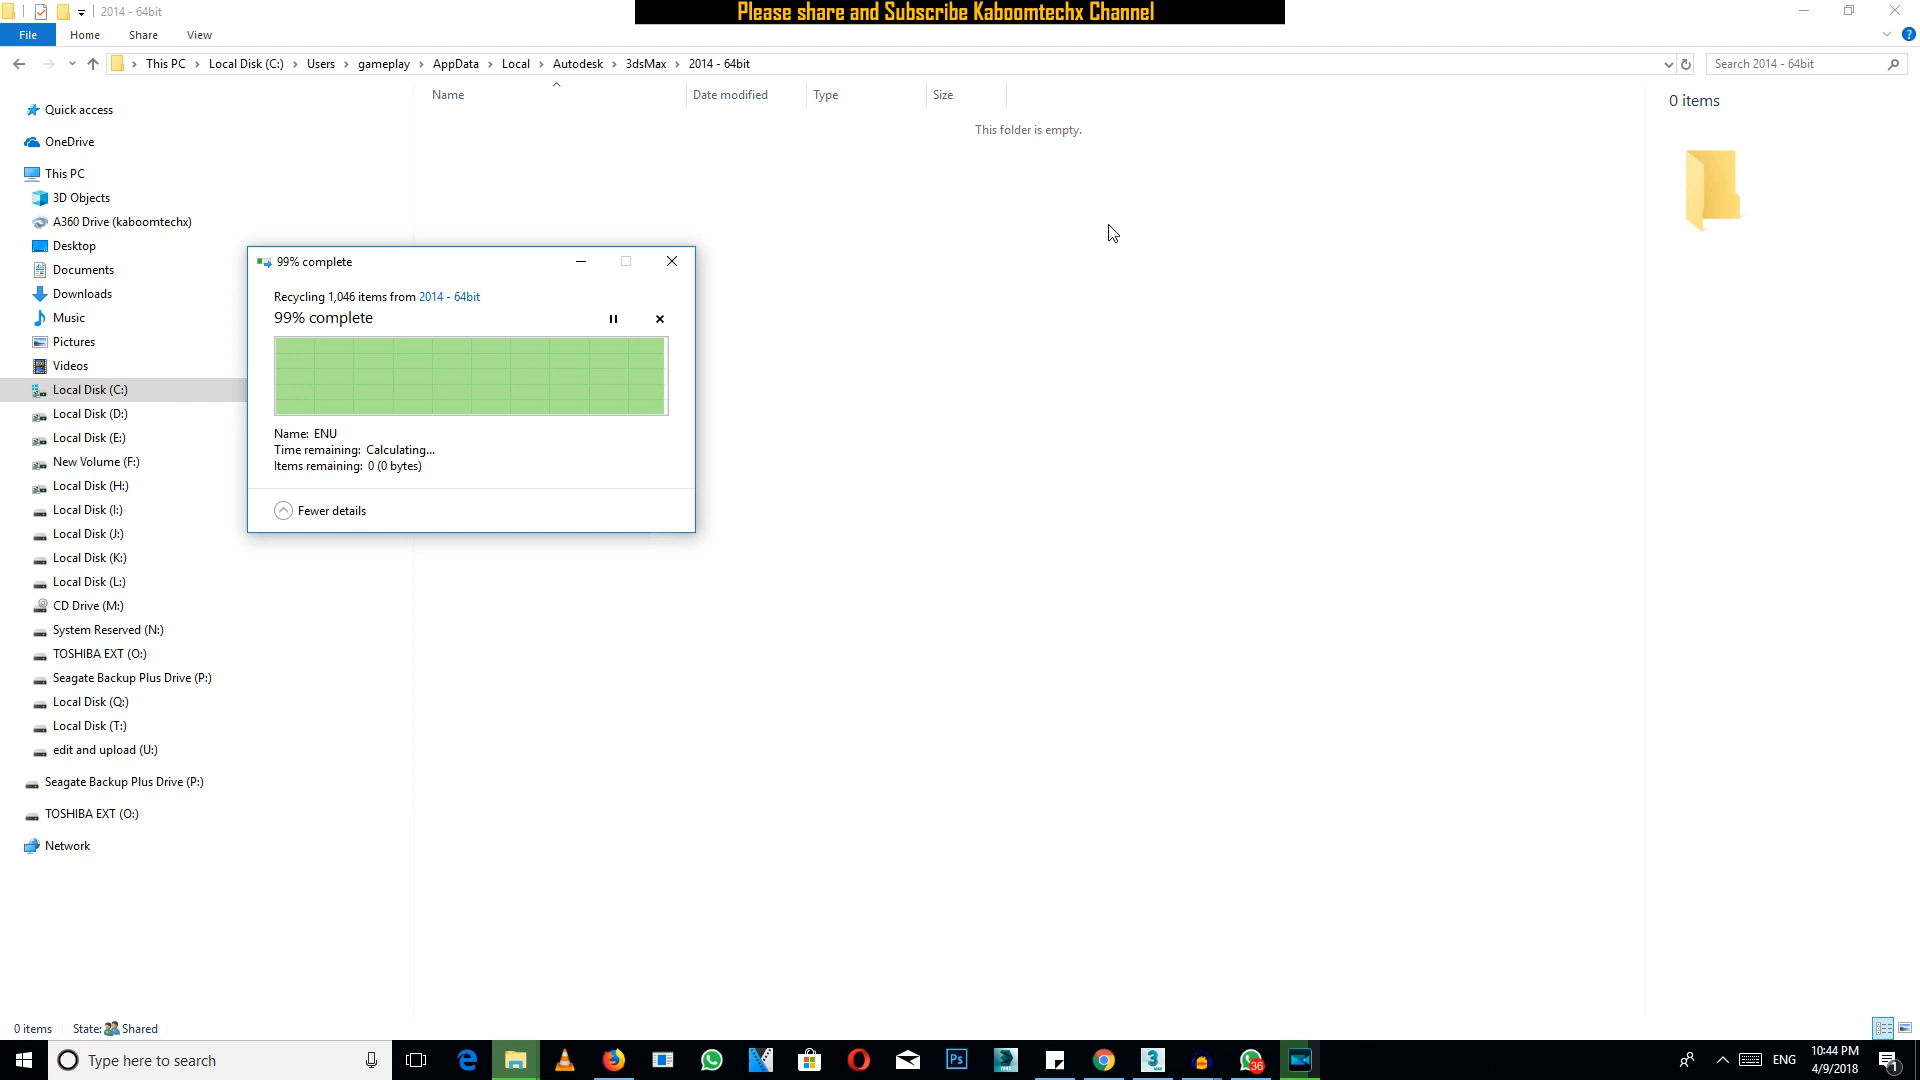 2014 - 64bit
Please share and Subscribe Kaboomtechx Channel
File Home Share View
This PC Local Disk (C:) Users gameplay AppData Local Autodesk 3dsMax 2014 - 64bit
Search 2014 - 64bit
Name Date modified Type Size
0 items
This folder is empty.
Quick access
OneDrive
This PC
3D Objects
A360 Drive (kaboomtechx)
Desktop
Documents
Downloads
Music
Pictures
Videos
Local Disk (C:)
Local Disk (D:)
Local Disk (E:)
New Volume (F:)
Local Disk (H:)
Local Disk (I:)
Local Disk (J:)
Local Disk (K:)
Local Disk (L:)
CD Drive (M:)
System Reserved (N:)
TOSHIBA EXT (O:)
Seagate Backup Plus Drive (P:)
Local Disk (Q:)
Local Disk (T:)
edit and upload (U:)
Seagate Backup Plus Drive (P:)
TOSHIBA EXT (O:)
Network
99% complete
Recycling 1,046 items from 2014 - 64bit
99% complete
Name: ENU
Time remaining: Calculating...
Items remaining: 0 (0 bytes)
Fewer details
0 items State: Shared
Type here to search
Ps
3
36
ENG
10:44 PM
4/9/2018
1